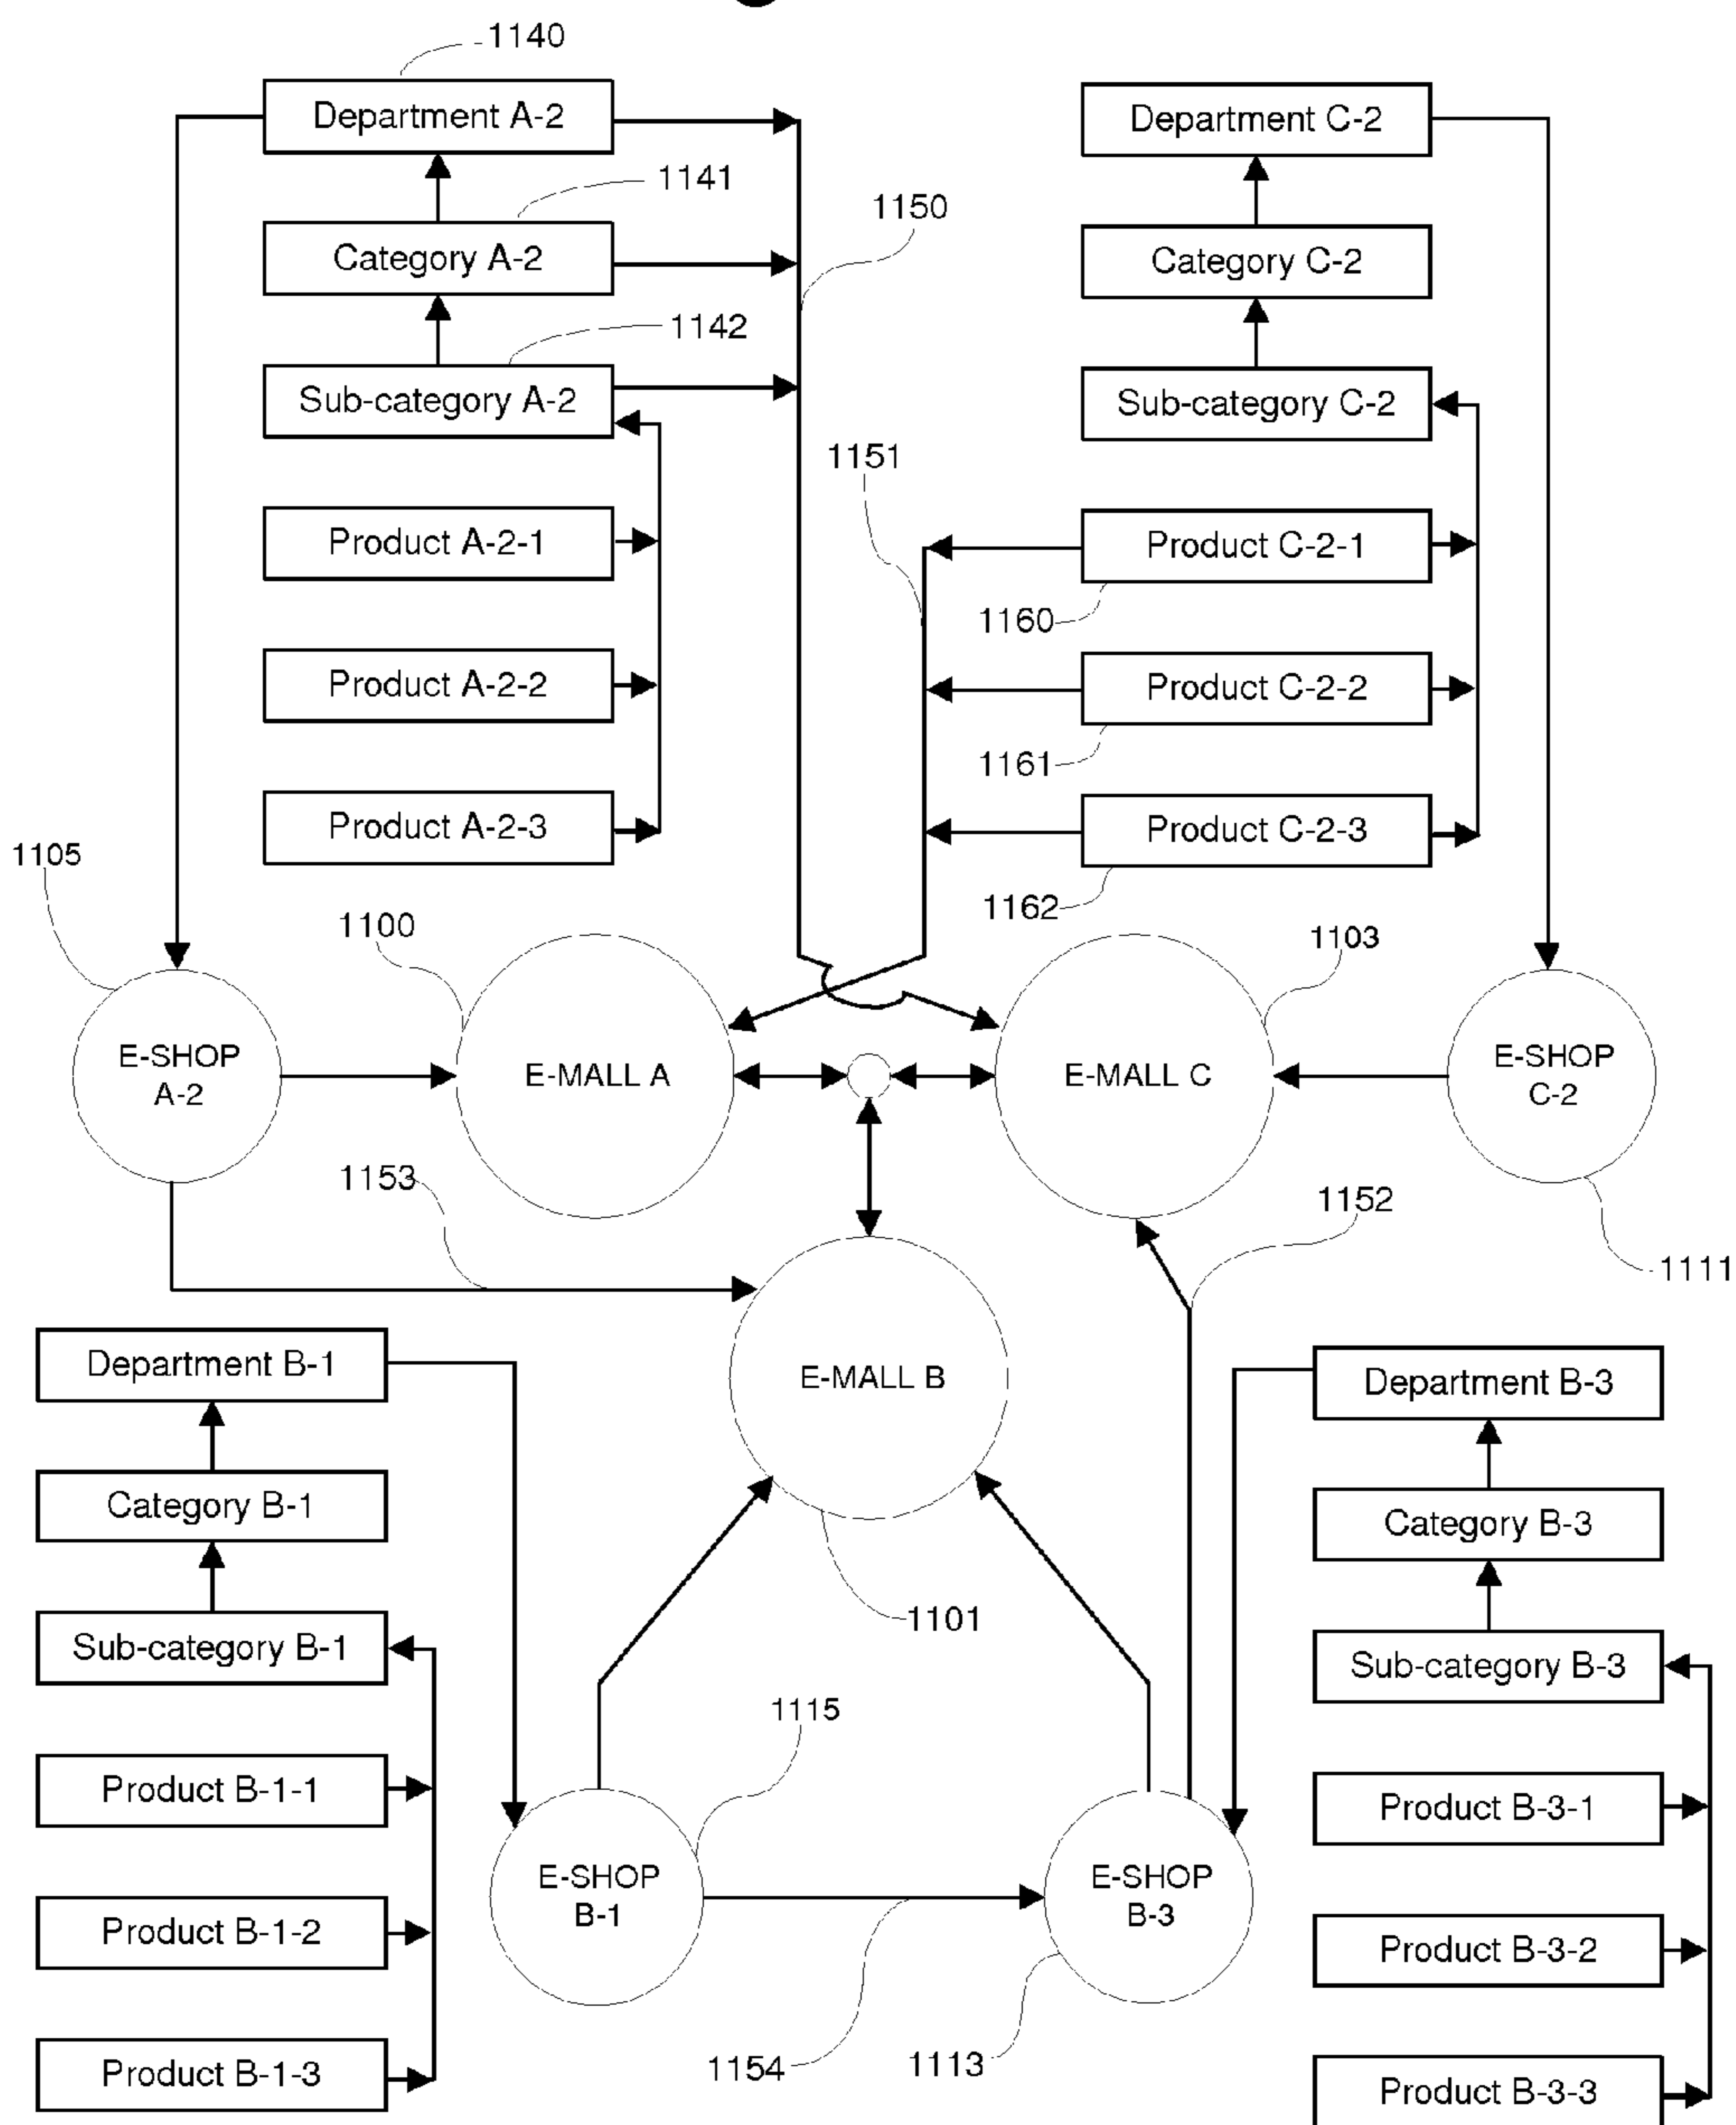 1140
Department A-2
Department C-2
1141
1150
Category A-2
Category C-2
1142
Sub-category A-2
Sub-category C-2
1151
Product A-2-1
Product C-2-1
1160
Product A-2-2
Product C-2-2
1161
Product A-2-3
Product C-2-3
1105
1162
1100
1103
E-SHOP
A-2
E-MALL A
E-MALL C
E-SHOP
C-2
1153
1152
1111
Department B-1
E-MALL B
Department B-3
Category B-1
Category B-3
1101
Sub-category B-1
Sub-category B-3
1115
Product B-1-1
Product B-3-1
E-SHOP
B-1
E-SHOP
B-3
Product B-1-2
Product B-3-2
1154
1113
Product B-1-3
Product B-3-3